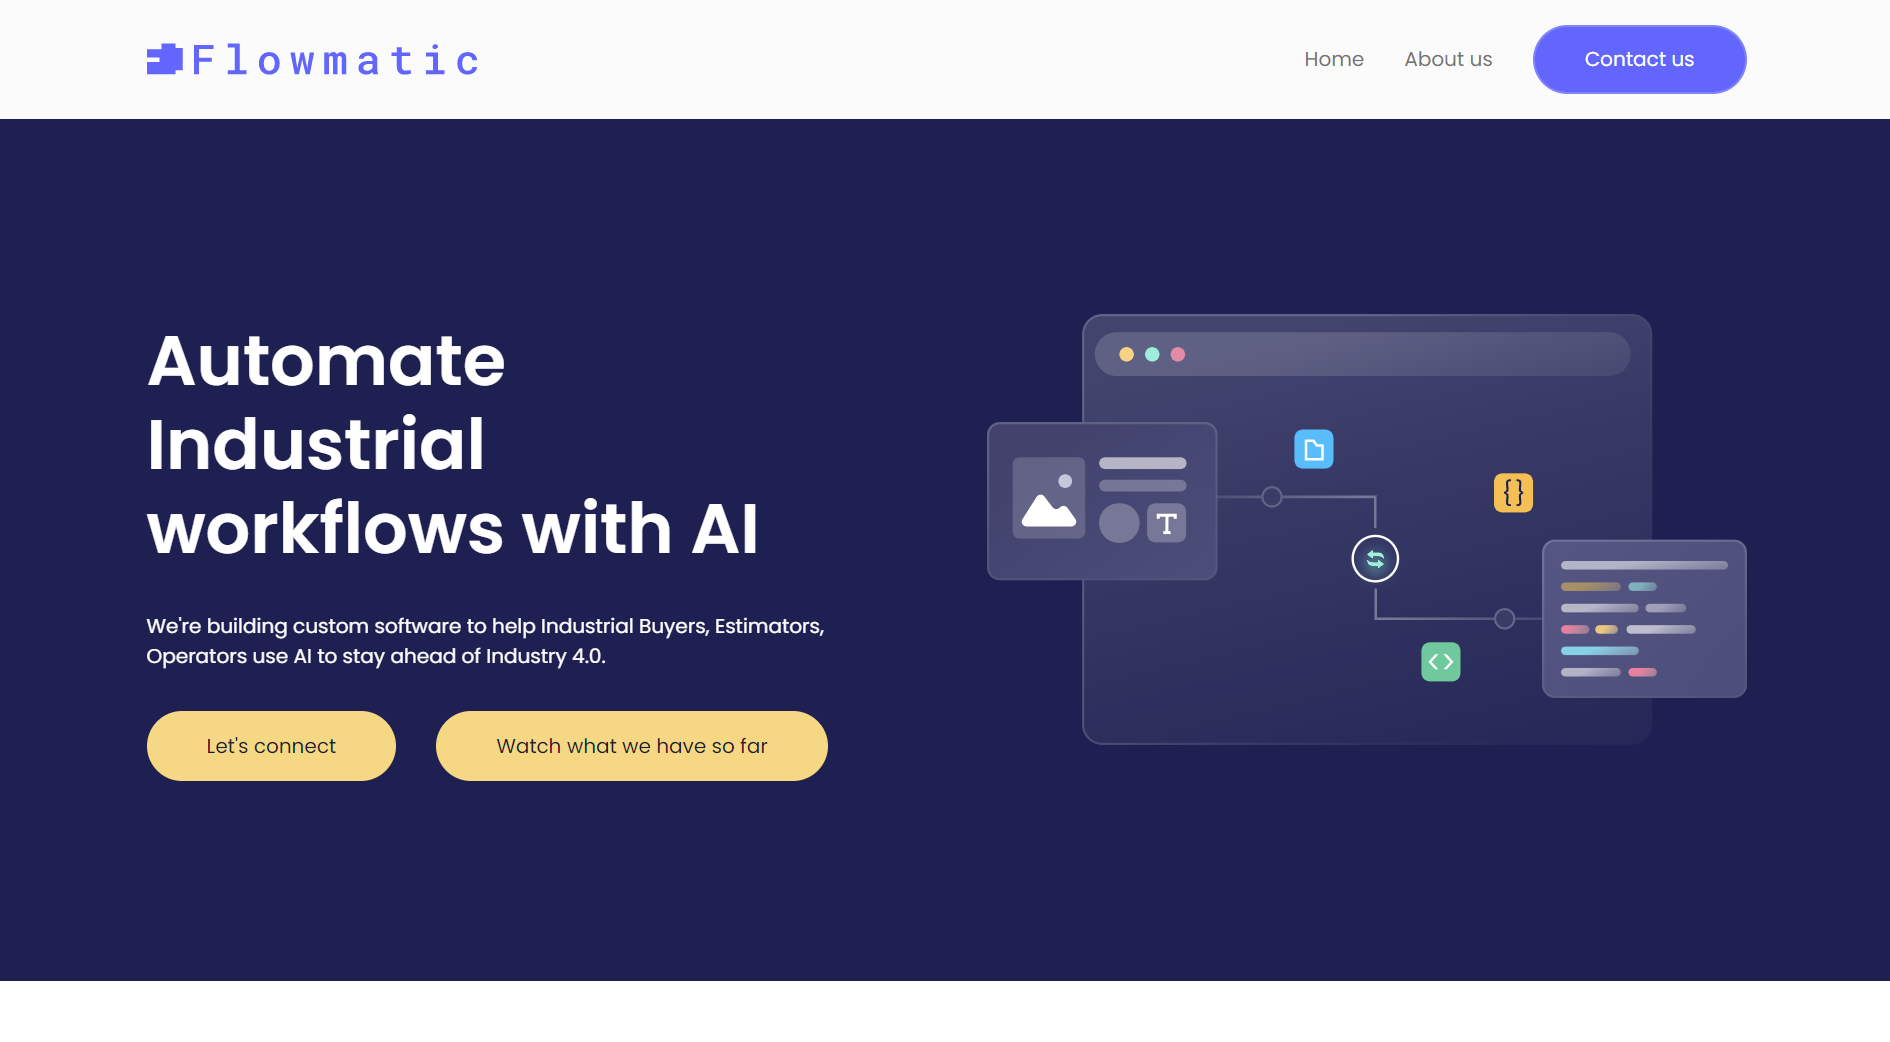 Flowmatic
Home
About us
Contact us
Automate
Industrial
workflows with AI
We're building custom software to help Industrial Buyers, Estimators,
Operators use AI to stay ahead of Industry 4.0.
Let's connect
Watch what we have so far
T
{}
<>